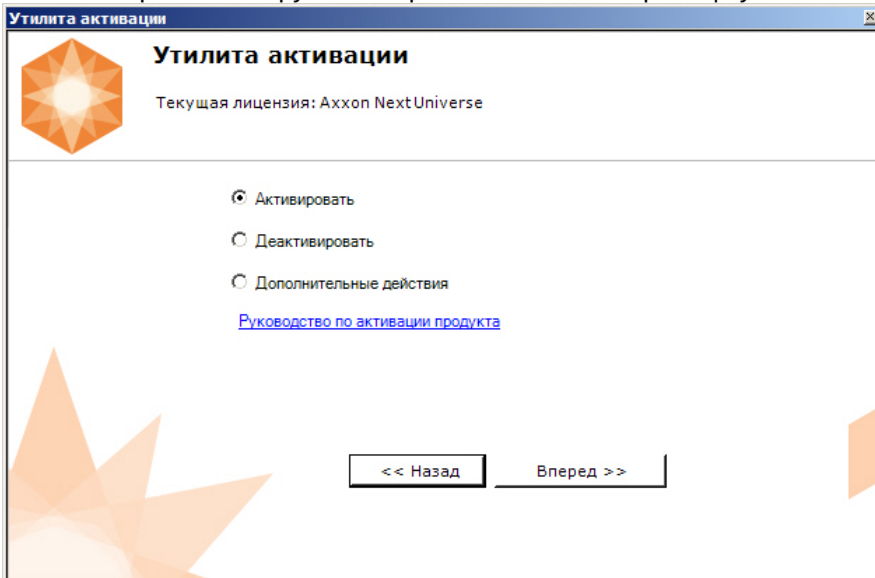 Утилита активации
Утилита активации
Текущая лицензия: Axxon Next Universe
Активировать
Деактивировать
Дополнительные действия
Руководство по активации продукта
<< Назад
Вперед >>